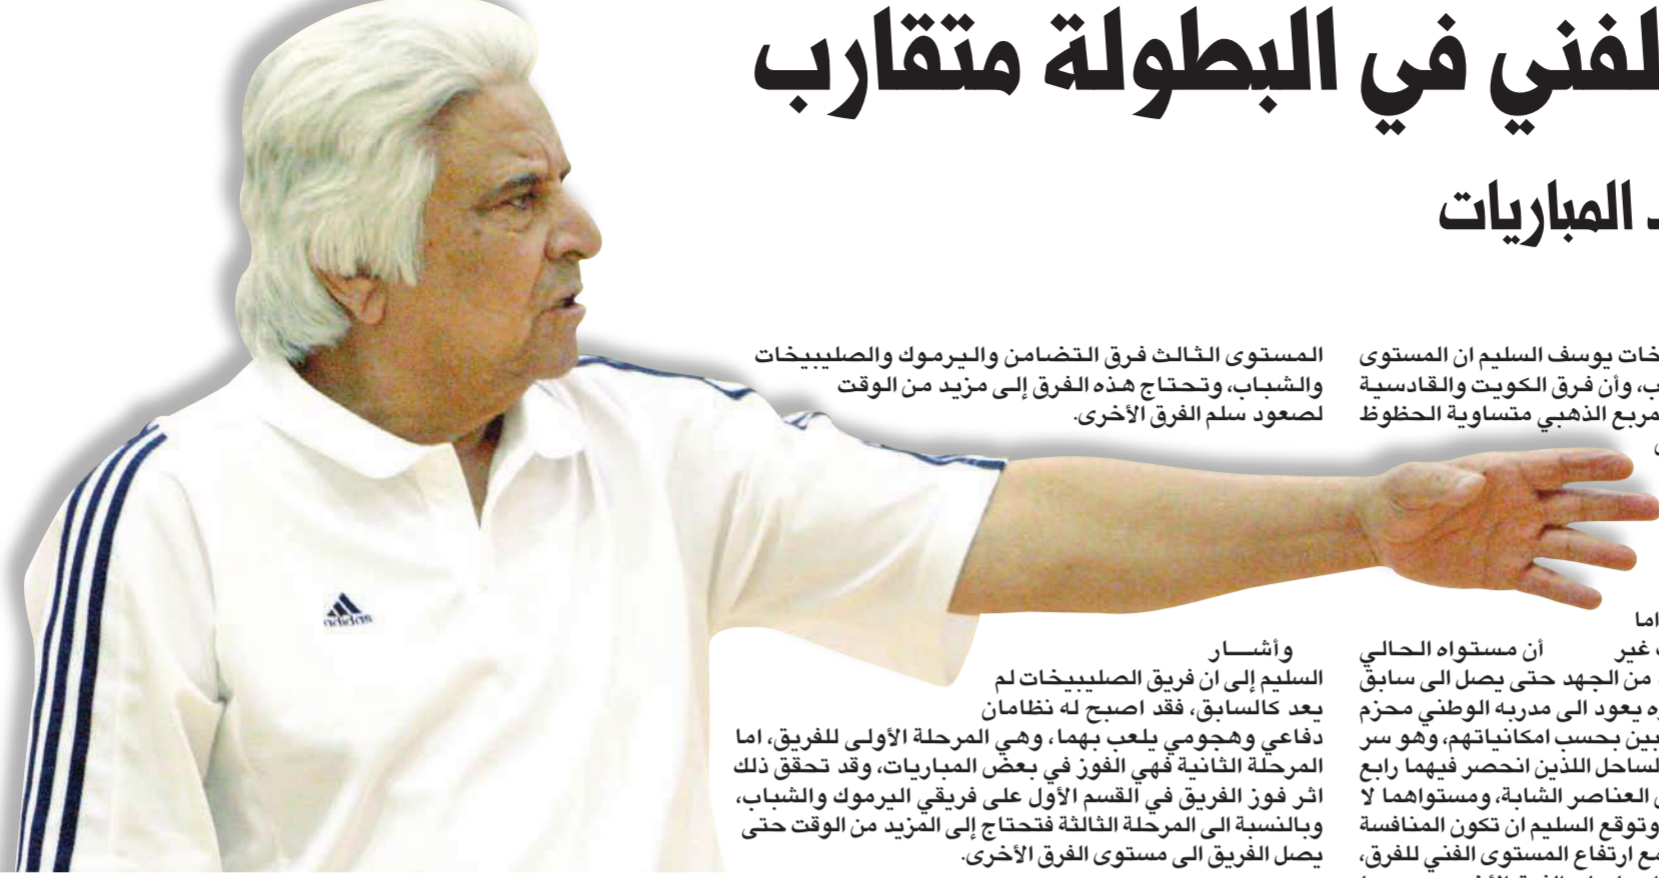 لفني في البطولة متقارب
المباريات
يوسف السليم ان المستوى
وأن فرق الكويت والقادسية
الذهبي متساوية الحظوظ
اما
غير أن مستواه الحالي
من الجهد حتى يصل الى سابق
يعود الى مدربه الوطني محزم
بحسب امكانياتهم، وهو سر
لساحل اللذين انحصر فيهما رابع
العناصر الشابة، ومستواهما لا
وتوقع السليم ان تكون المنافسة
مع ارتفاع المستوى الفني للفرق،
المستوى الثالث فرق التضامن واليرموك والصليبيخات
والشباب، وتحتاج هذه الفرق إلى مزيد من الوقت
لصعود سلم الفرق الأخرى.
وأشـــار
السليم إلى ان فريق الصليبيخات لم
يعد كالسابق، فقد اصبح له نظامان
دفاعي وهجومي يلعب بهما، وهي المرحلة الأولى للفريق، اما
المرحلة الثانية فهي الفوز في بعض المباريات، وقد تحقق ذلك
اثر فوز الفريق في القسم الأول على فريقي اليرموك والشباب،
وبالنسبة الى المرحلة الثالثة فتحتاج إلى المزيد من الوقت حتى
يصل الفريق الى مستوى الفرق الأخرى.
adidas